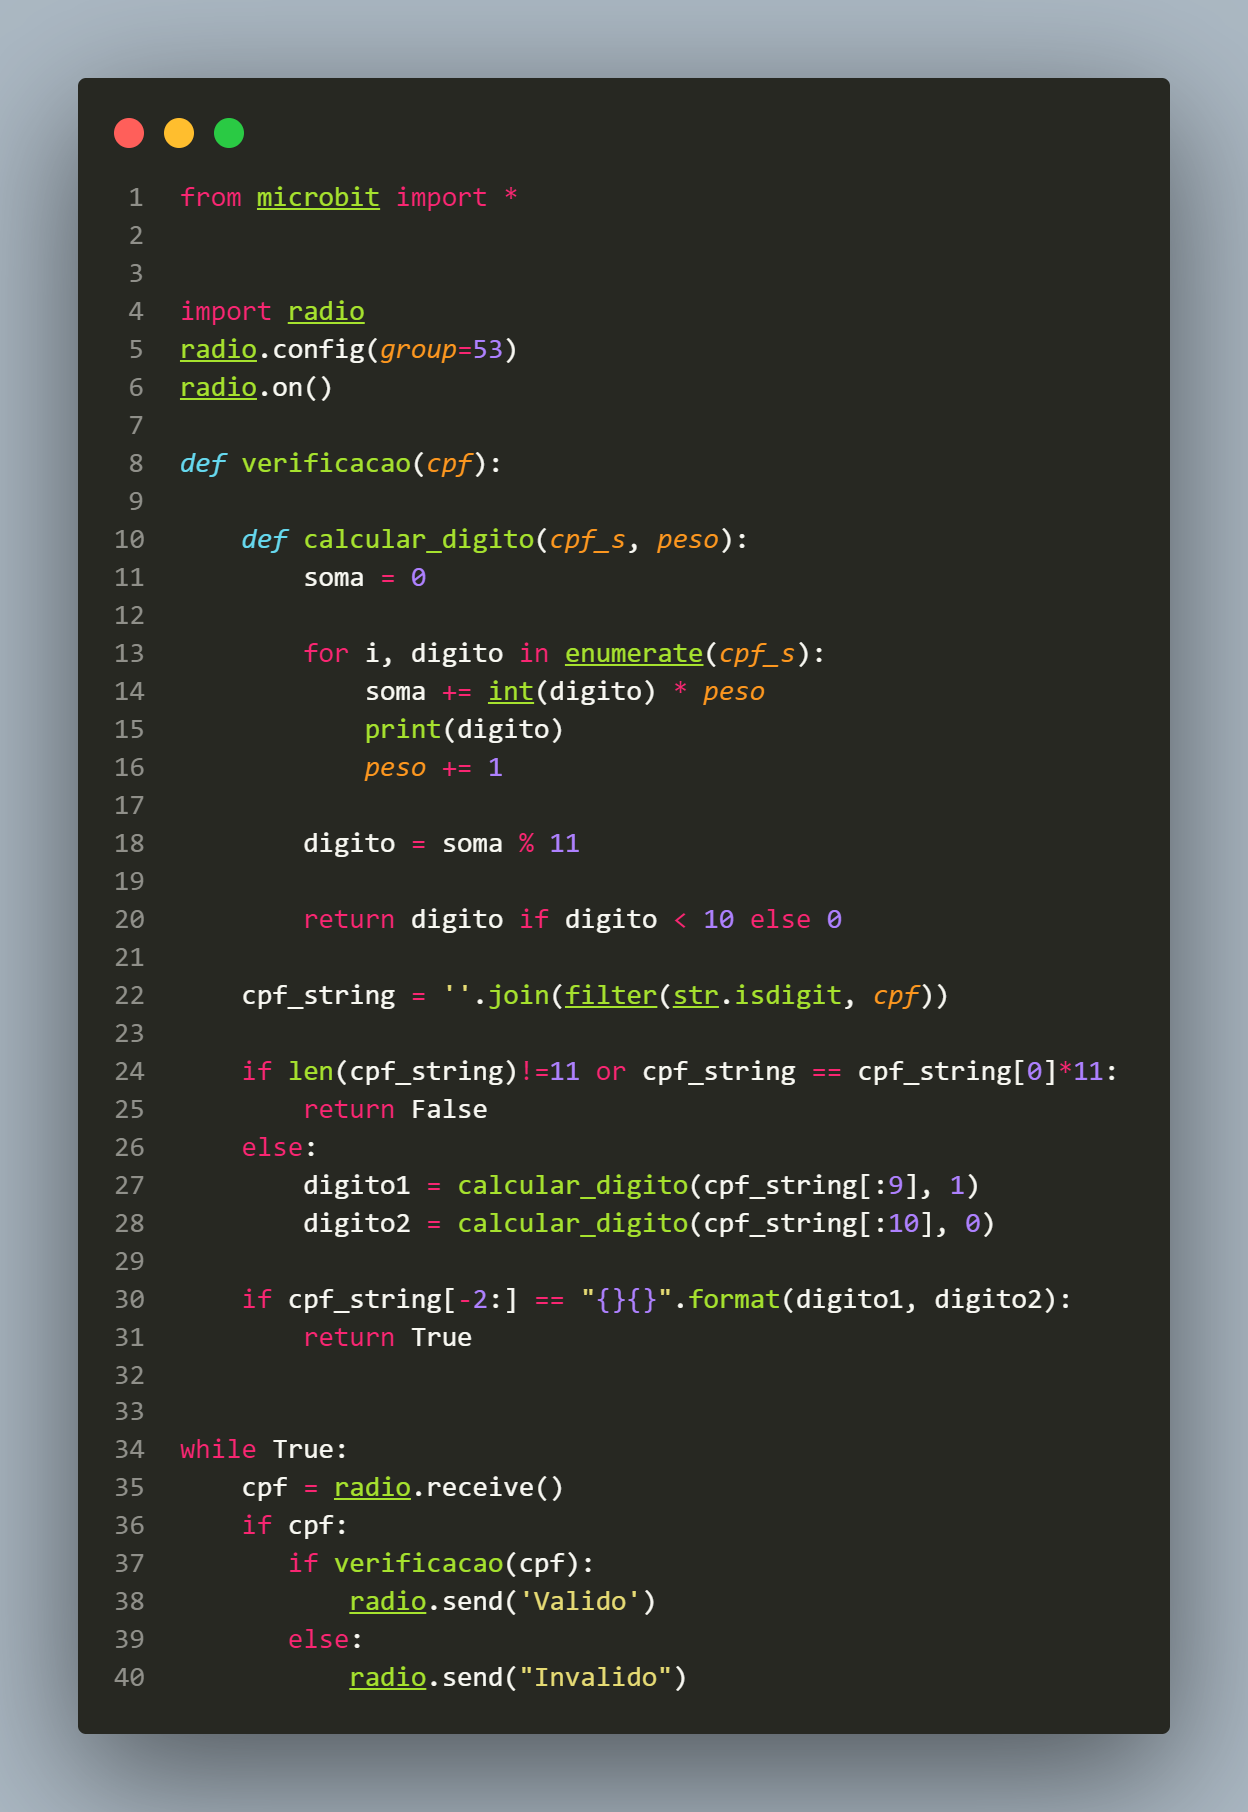 1 from microbit import *
2
3
4 import radio
5 radio.config(group=53)
6 radio.on()
7
8 def verificacao(cpf):
9
10     def calcular_digito(cpf_s, peso):
11         soma = 0
12
13         for i, digito in enumerate(cpf_s):
14             soma += int(digito) * peso
15             print(digito)
16             peso += 1
17
18         digito = soma % 11
19
20         return digito if digito < 10 else 0
21
22     cpf_string = ''.join(filter(str.isdigit, cpf))
23
24     if len(cpf_string)!=11 or cpf_string == cpf_string[0]*11:
25         return False
26     else:
27         digito1 = calcular_digito(cpf_string[:9], 1)
28         digito2 = calcular_digito(cpf_string[:10], 0)
29
30     if cpf_string[-2:] == "{}{}".format(digito1, digito2):
31         return True
32
33
34 while True:
35     cpf = radio.receive()
36     if cpf:
37        if verificacao(cpf):
38            radio.send('Valido')
39        else:
40            radio.send("Invalido")